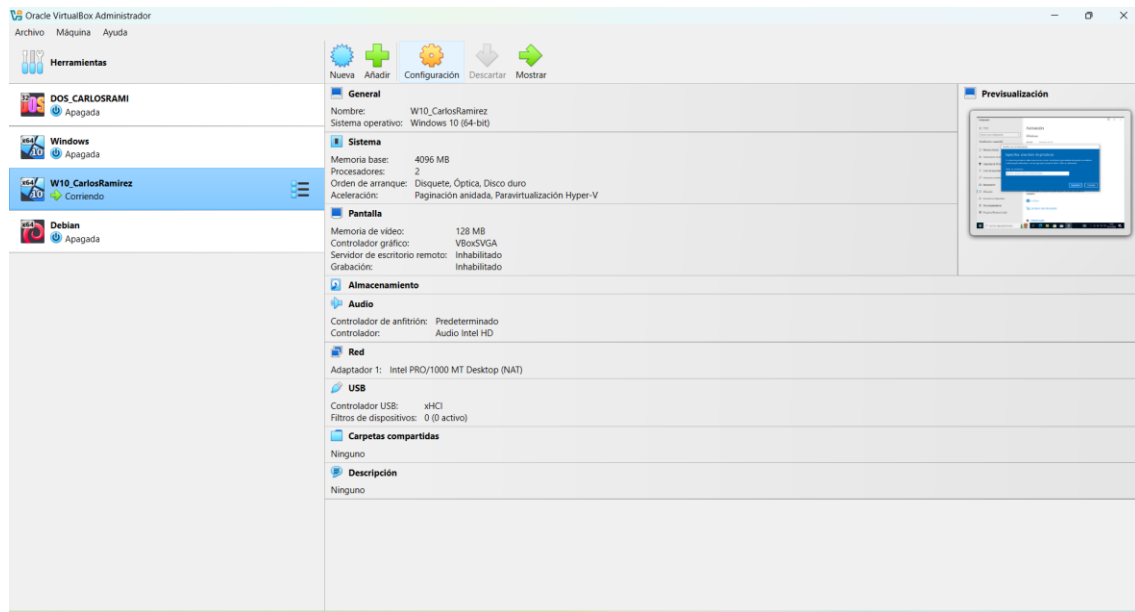 Oracle VirtualBox Administrador
Archivo Máquina Ayuda
Herramientas
DOS_CARLOSRAMI
Apagada
Windows
Apagada
W10_CarlosRamirez
Corriendo
Debian
Apagada
Nueva Añadir Configuración Descartar Mostrar
General
Nombre: W10_CarlosRamirez
Sistema operativo: Windows 10 (64-bit)
Sistema
Memoria base: 4096 MB
Procesadores: 2
Orden de arranque: Disquete, Óptica, Disco duro
Aceleración: Paginación anidada, Paravirtualización Hyper-V
Pantalla
Memoria de vídeo: 128 MB
Controlador gráfico: VBoxSVGA
Servidor de escritorio remoto: Inhabilitado
Grabación: Inhabilitado
Almacenamiento
Audio
Controlador de anfitrión: Predeterminado
Controlador: Audio Intel HD
Red
Adaptador 1: Intel PRO/1000 MT Desktop (NAT)
USB
Controlador USB: xHCI
Filtros de dispositivos: 0 (0 activo)
Carpetas compartidas
Ninguno
Descripción
Ninguno
Previsualización